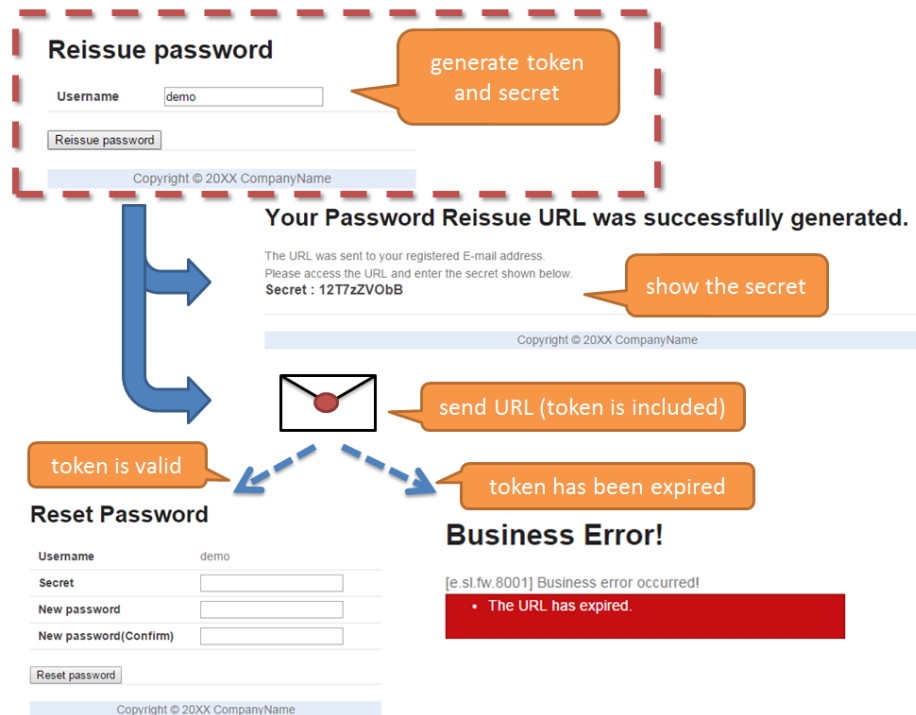 Reissue password
generate token
and secret
Username demo
Reissue password
Copyright © 20XX CompanyName
Your Password Reissue URL was successfully generated.
The URL was sent to your registered E-mail address.
Please access the URL and enter the secret shown below.
Secret : 12T7zZVObB
show the secret
Copyright © 20XX CompanyName
send URL (token is included)
token is valid
token has been expired
Reset Password
Username demo
Secret
New password
New password(Confirm)
Reset password
Copyright © 20XX CompanyName
Business Error!
[e.sl.fw.8001] Business error occurred!
• The URL has expired.